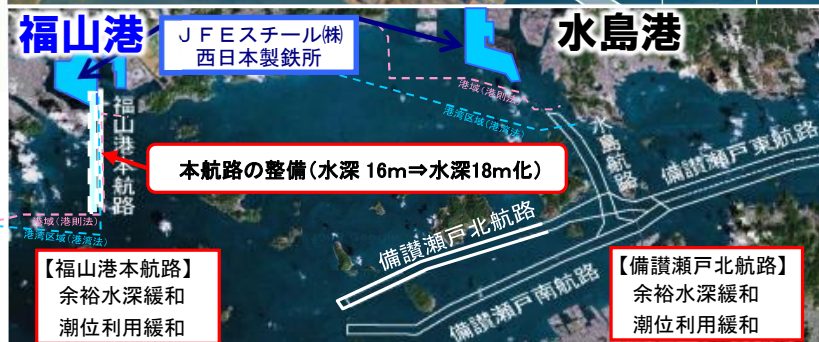 福山港
JFEスチール㈱
西日本製鉄所
水島港
港域(港則法)
港湾区域(港湾法)
福山港本航路
水島航路
備讃瀬戸東航路
本航路の整備(水深 16m⇒水深18m化)
備讃瀬戸北航路
港域(港則法)
港湾区域(港湾法)
備讃瀬戸南航路
【福山港本航路】
余裕水深緩和
潮位利用緩和
【備讃瀬戸北航路】
余裕水深緩和
潮位利用緩和